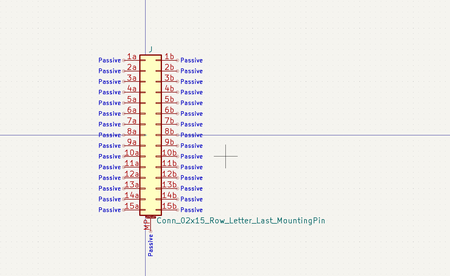 J
Passive 1a 1b Passive
Passive 2a 2b Passive
Passive 3a 3b Passive
Passive 4a 4b Passive
Passive 5a 5b Passive
Passive 6a 6b Passive
Passive 7a 7b Passive
Passive 8a 8b Passive
Passive 9a 9b Passive
Passive 10a 10b Passive
Passive 11a 11b Passive
Passive 12a 12b Passive
Passive 13a 13b Passive
Passive 14a 14b Passive
Passive 15a 15b Passive
MP Conn_02x15_Row_Letter_Last_MountingPin
Passive